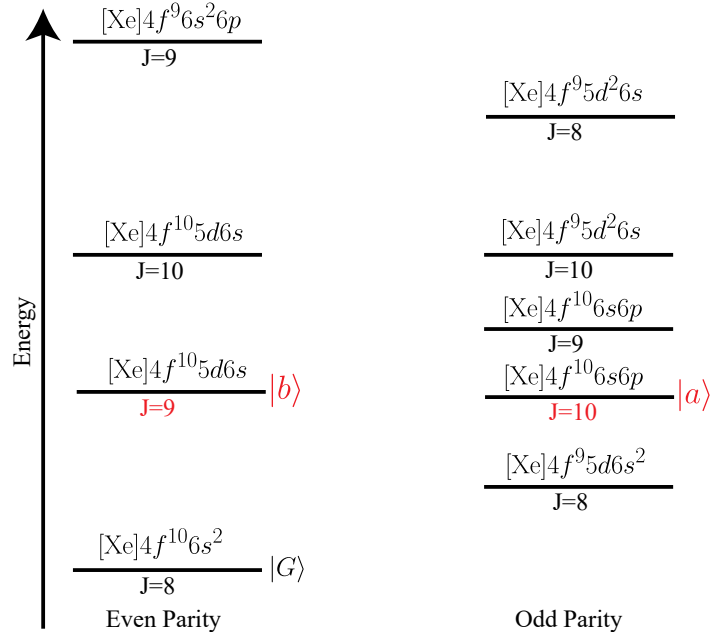 [Xe]4f⁹6s²6p
J=9
[Xe]4f⁹5d²6s
J=8
[Xe]4f¹⁰5d6s
J=10
[Xe]4f⁹5d²6s
J=10
[Xe]4f¹⁰6s6p
J=9
[Xe]4f¹⁰5d6s
|b⟩
J=9
[Xe]4f¹⁰6s6p
|a⟩
J=10
[Xe]4f⁹5d6s²
J=8
[Xe]4f¹⁰6s²
|G⟩
J=8
Energy
Even Parity
Odd Parity